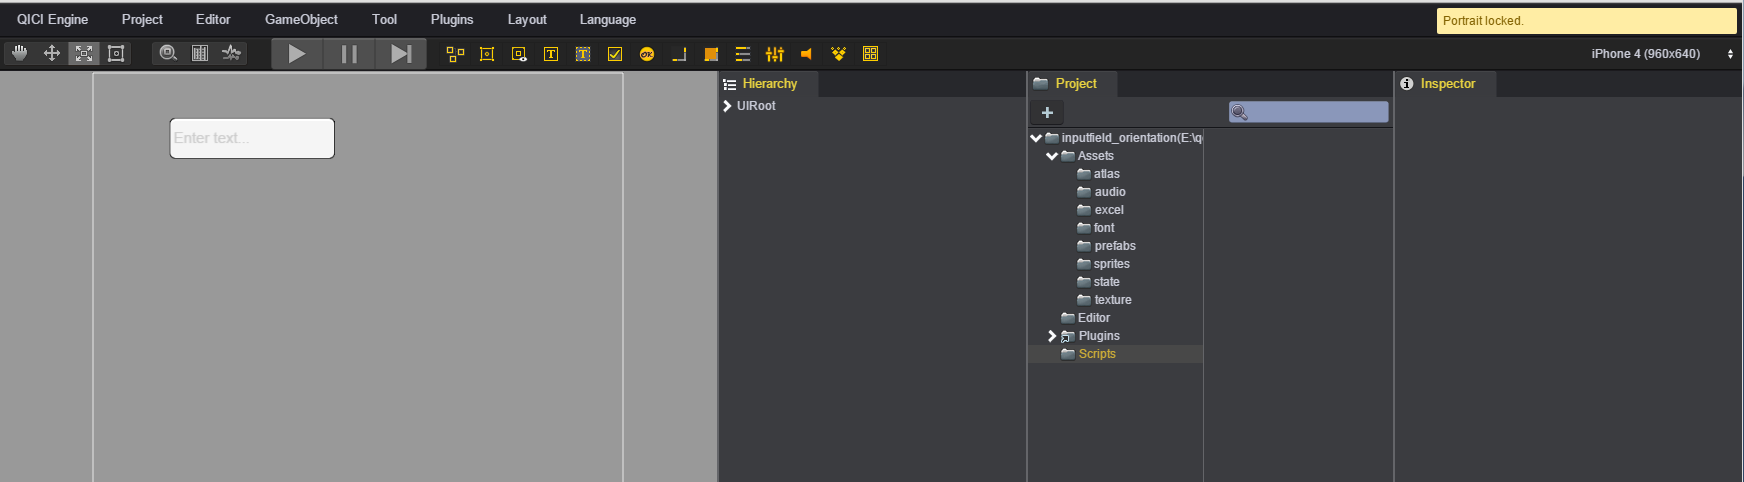 QICI Engine Project Editor GameObject Tool Plugins Layout Language
Portrait locked.
T T OK
iPhone 4 (960x640)
Hierarchy
UIRoot
Project
inputfield_orientation(E:\q
Assets
atlas
audio
excel
font
prefabs
sprites
state
texture
Editor
Plugins
Scripts
Inspector
Enter text...